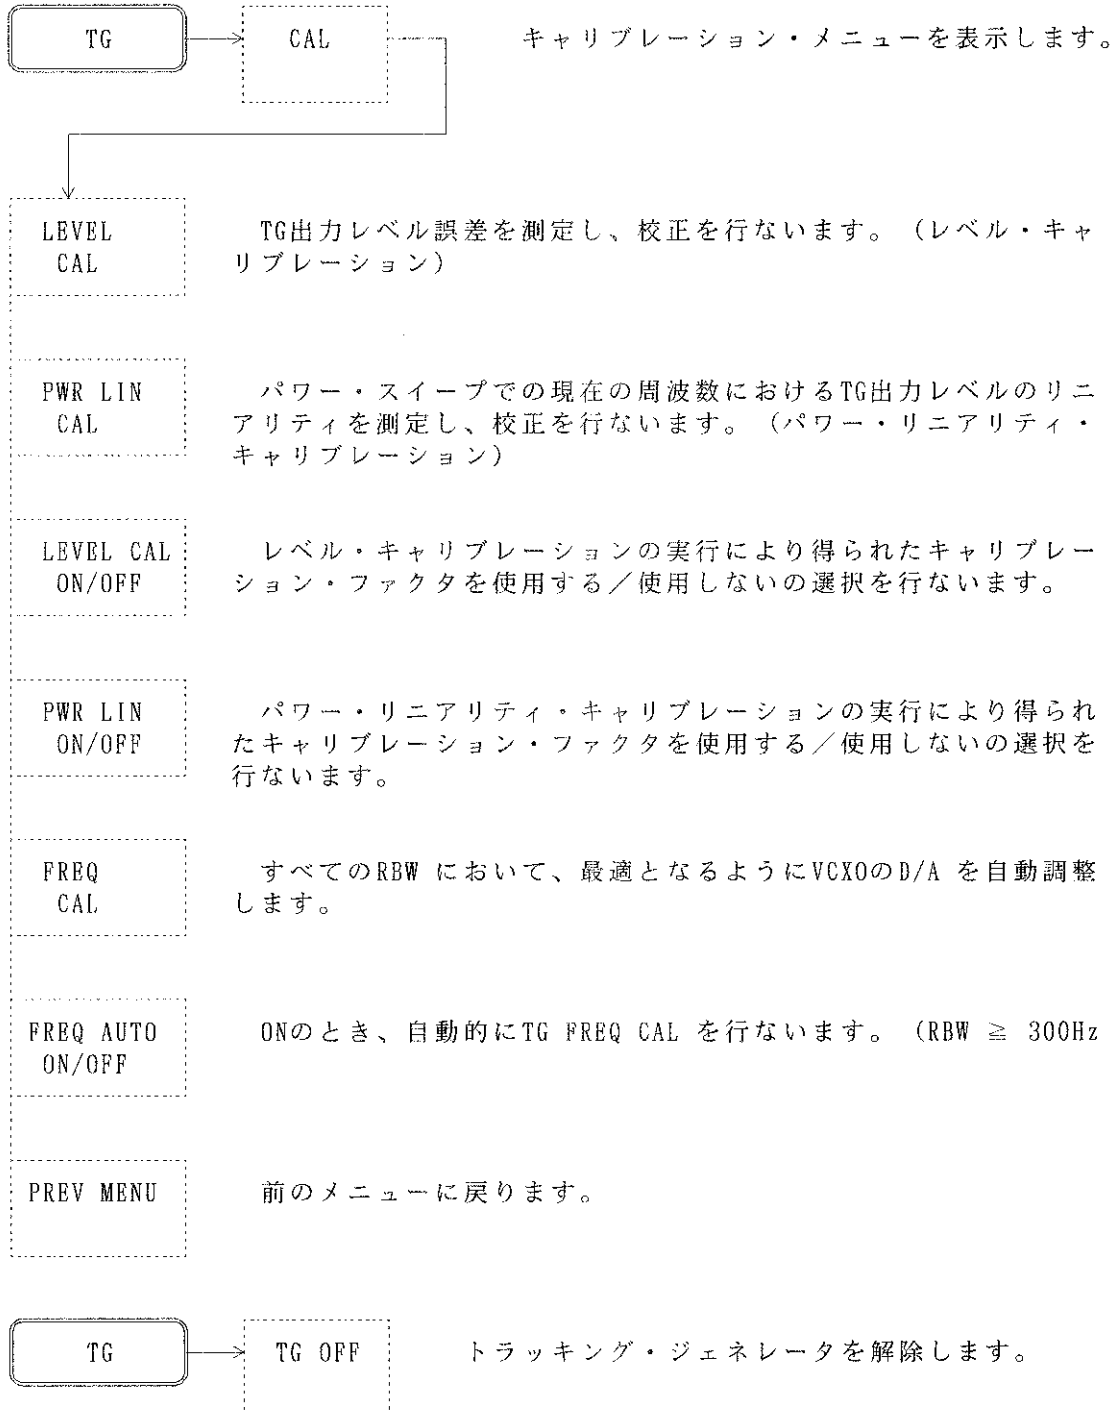 TG
CAL
キャリブレーション・メニューを表示します。
LEVEL
CAL
TG出力レベル誤差を測定し、校正を行ないます。（レベル・キャ
リブレーション）
PWR LIN
CAL
パワー・スイープでの現在の周波数におけるTG出力レベルのリニ
アリティを測定し、校正を行ないます。（パワー・リニアリティ・
キャリブレーション）
LEVEL CAL
ON/OFF
レベル・キャリブレーションの実行により得られたキャリブレー
ション・ファクタを使用する／使用しないの選択を行ないます。
PWR LIN
ON/OFF
パワー・リニアリティ・キャリブレーションの実行により得られ
たキャリブレーション・ファクタを使用する／使用しないの選択を
行ないます。
FREQ
CAL
すべてのRBW において、最適となるようにVCXOのD/A を自動調整
します。
FREQ AUTO
ON/OFF
ONのとき、自動的にTG FREQ CAL を行ないます。（RBW ≧ 300Hz
PREV MENU
前のメニューに戻ります。
TG
TG OFF
トラッキング・ジェネレータを解除します。